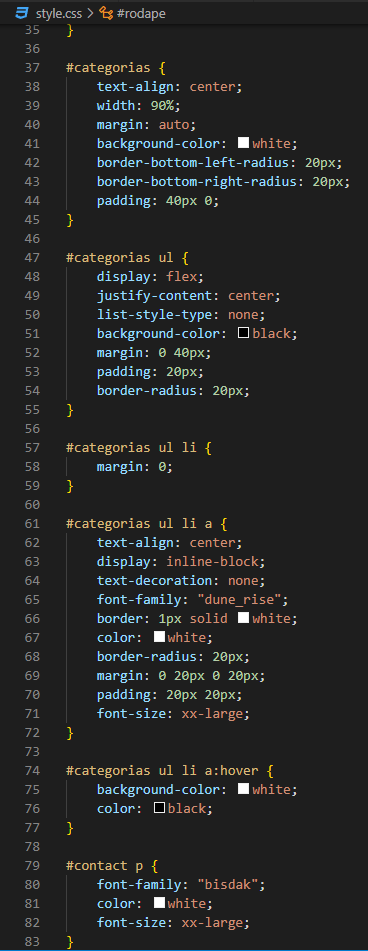 style.css > #rodape
35 }
36
37 #categorias {
38 text-align: center;
39 width: 90%;
40 margin: auto;
41 background-color: white;
42 border-bottom-left-radius: 20px;
43 border-bottom-right-radius: 20px;
44 padding: 40px 0;
45 }
46
47 #categorias ul {
48 display: flex;
49 justify-content: center;
50 list-style-type: none;
51 background-color: black;
52 margin: 0 40px;
53 padding: 20px;
54 border-radius: 20px;
55 }
56
57 #categorias ul li {
58 margin: 0;
59 }
60
61 #categorias ul li a {
62 text-align: center;
63 display: inline-block;
64 text-decoration: none;
65 font-family: "dune_rise";
66 border: 1px solid white;
67 color: white;
68 border-radius: 20px;
69 margin: 0 20px 0 20px;
70 padding: 20px 20px;
71 font-size: xx-large;
72 }
73
74 #categorias ul li a:hover {
75 background-color: white;
76 color: black;
77 }
78
79 #contact p {
80 font-family: "bisdak";
81 color: white;
82 font-size: xx-large;
83 }